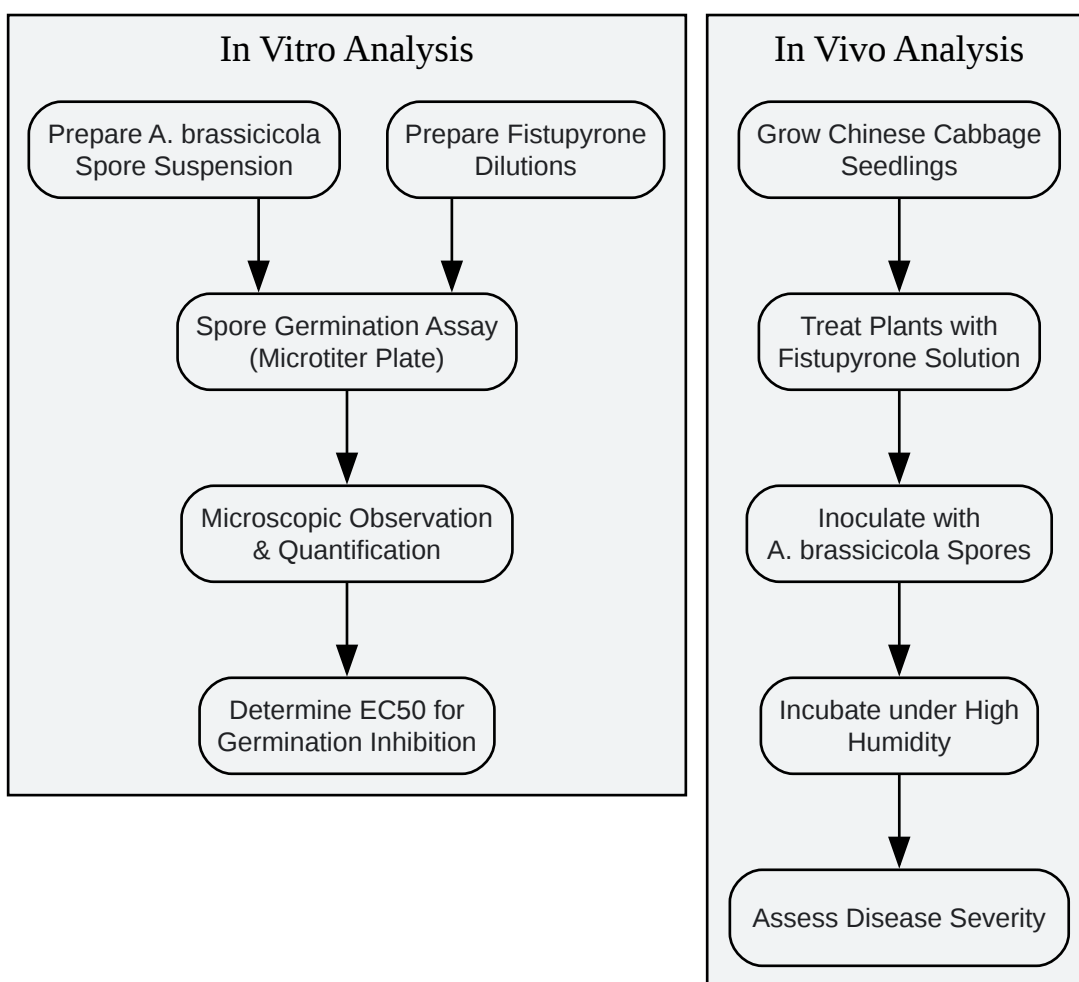 In Vitro Analysis
Prepare A. brassicicola
Spore Suspension
Prepare Fistupyrone
Dilutions
Spore Germination Assay
(Microtiter Plate)
Microscopic Observation
& Quantification
Determine EC50 for
Germination Inhibition
In Vivo Analysis
Grow Chinese Cabbage
Seedlings
Treat Plants with
Fistupyrone Solution
Inoculate with
A. brassicicola Spores
Incubate under High
Humidity
Assess Disease Severity